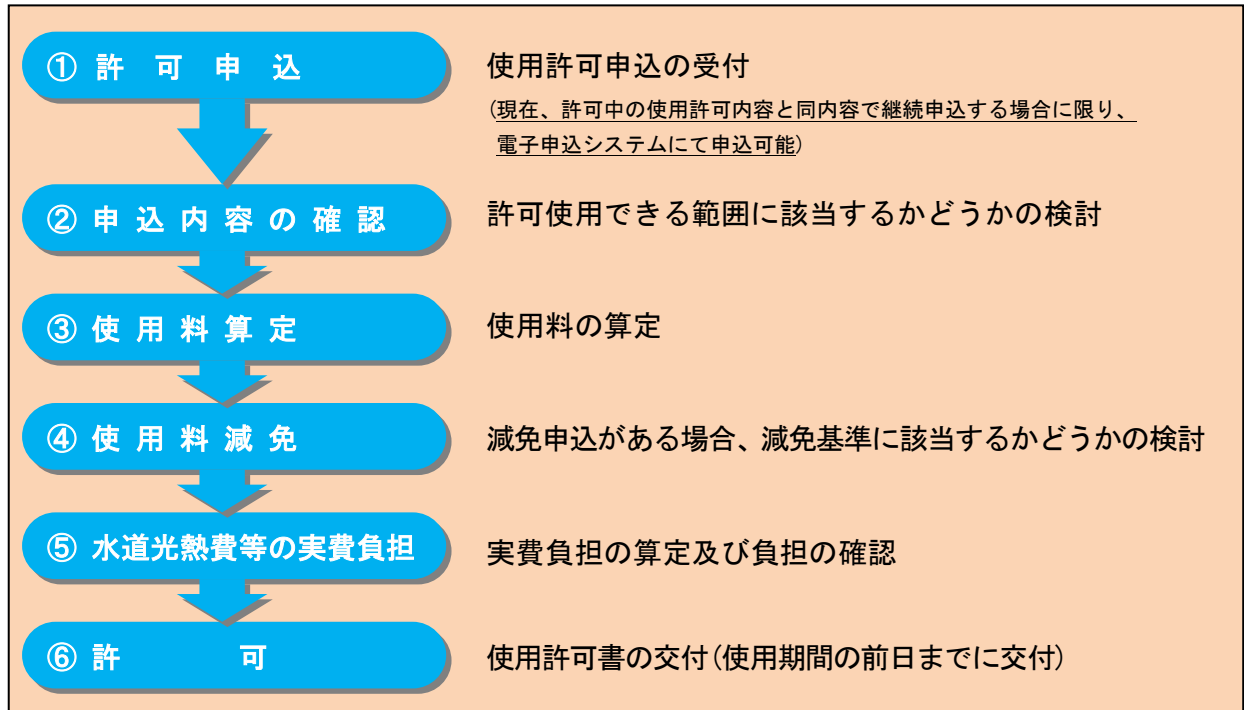 ① 許 可 申 込
使用許可申込の受付
(現在、許可中の使用許可内容と同内容で継続申込する場合に限り、
電子申込システムにて申込可能)
② 申 込 内 容 の 確 認
許可使用できる範囲に該当するかどうかの検討
③ 使 用 料 算 定
使用料の算定
④ 使 用 料 減 免
減免申込がある場合、減免基準に該当するかどうかの検討
⑤ 水道光熱費等の実費負担
実費負担の算定及び負担の確認
⑥ 許 可
使用許可書の交付(使用期間の前日までに交付)